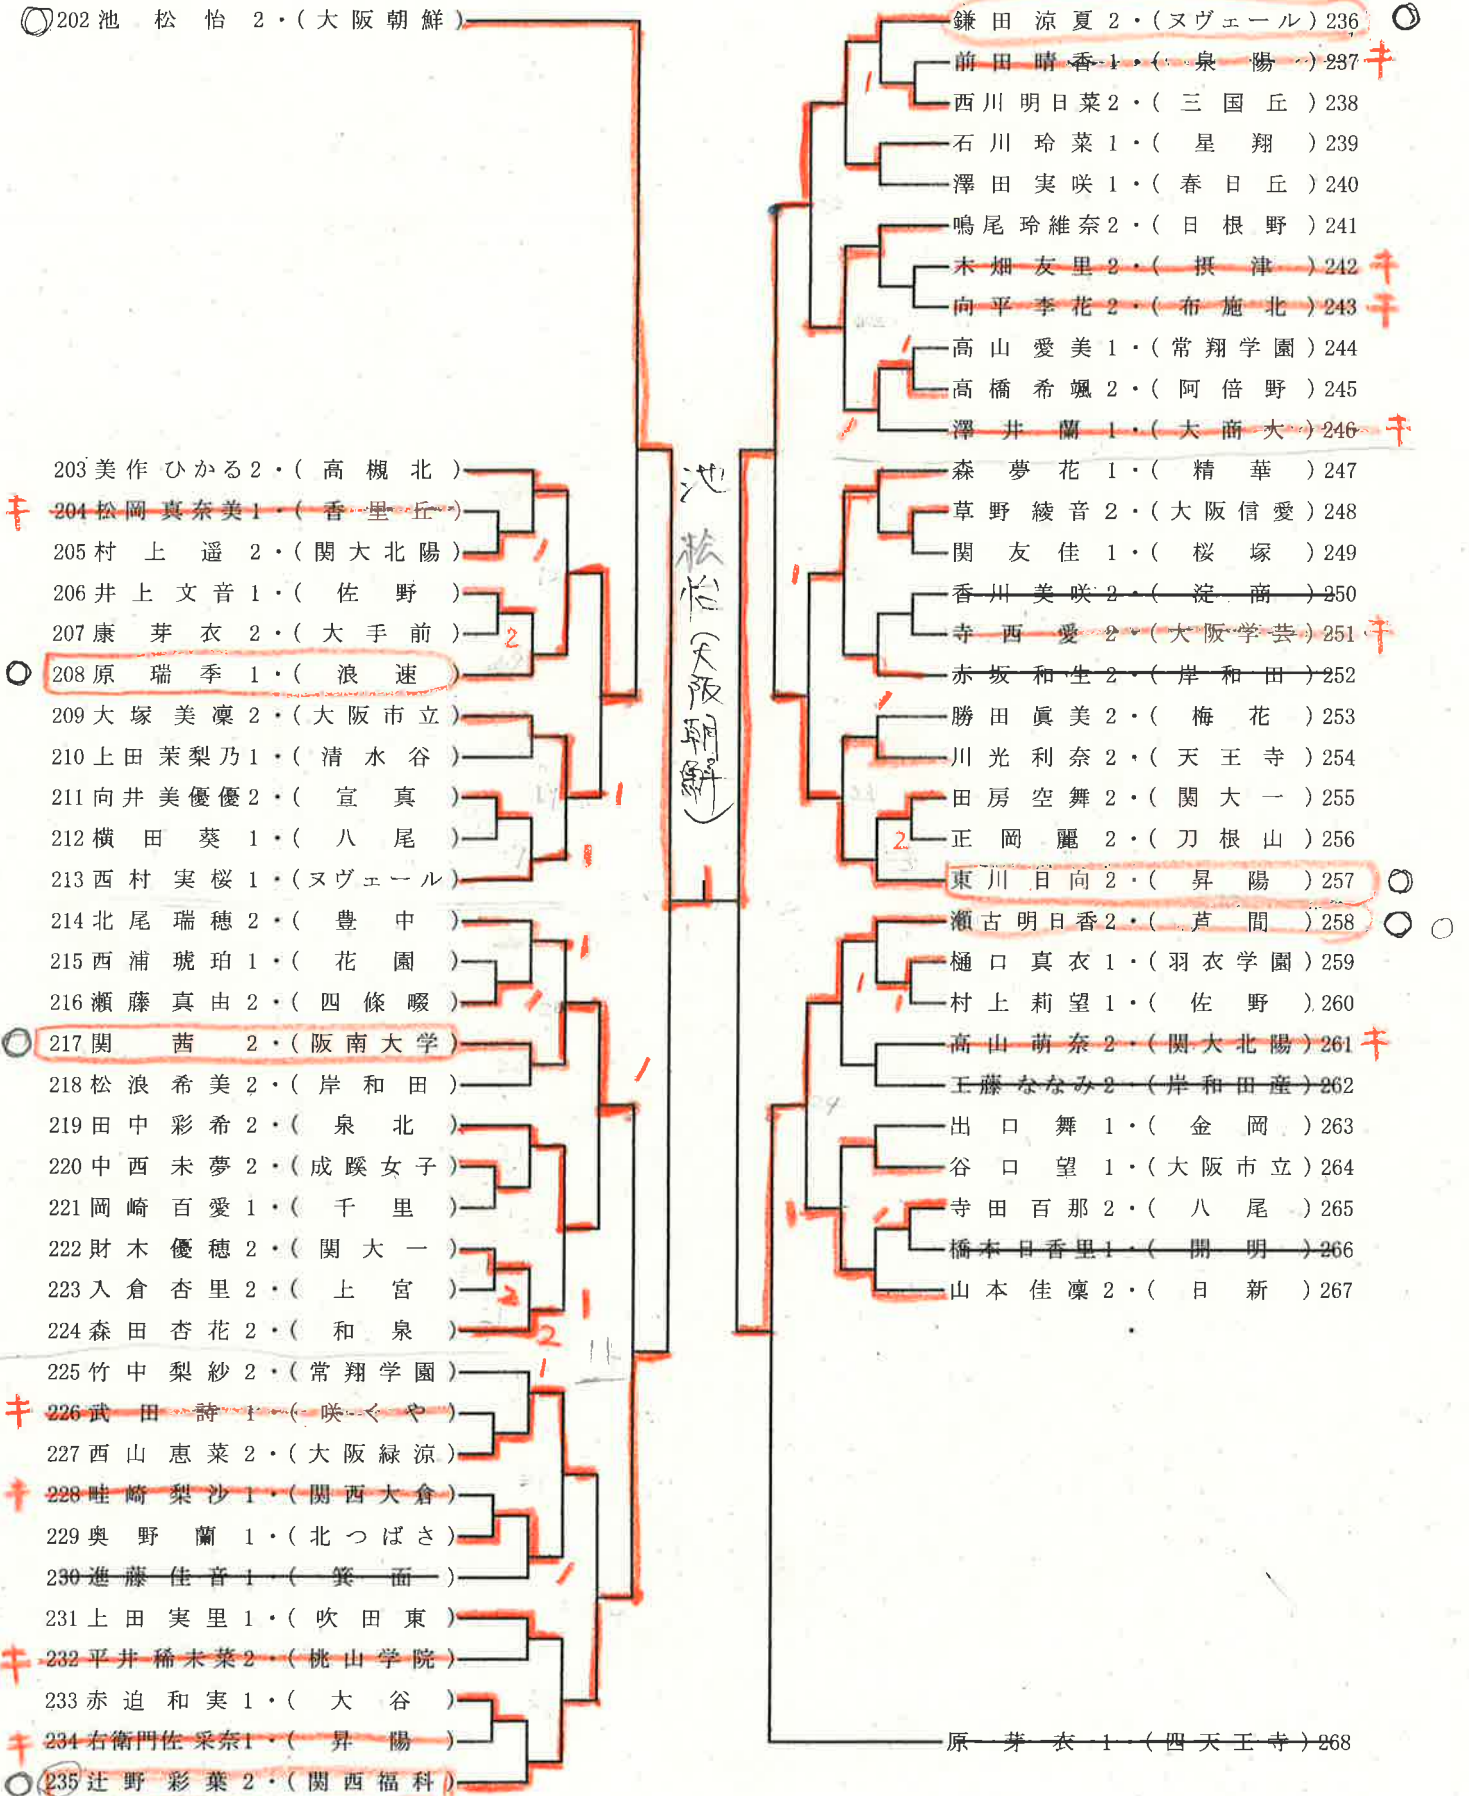 202 池松怡 2・(大阪朝鮮)
203 美作ひかる 2・(高槻北)
キ 204 松岡真奈美 1・(香里丘)
205 村上遥 2・(関大北陽)
206 井上文音 1・(佐野)
207 康芽衣 2・(大手前)
208 原瑞季 1・(浪速)
209 大塚美凜 2・(大阪市立)
210 上田茉梨乃 1・(清水谷)
211 向井美優優 2・(宣真)
212 横田葵 1・(八尾)
213 西村実桜 1・(ヌヴェール)
214 北尾瑞穂 2・(豊中)
215 西浦琥珀 1・(花園)
216 瀬藤真由 2・(四條畷)
217 関茜 2・(阪南大学)
218 松浪希美 2・(岸和田)
219 田中彩希 2・(泉北)
220 中西未夢 2・(成蹊女子)
221 岡崎百愛 1・(千里)
222 財木優穂 2・(関大一)
223 入倉杏里 2・(上宮)
224 森田杏花 2・(和泉)
225 竹中梨紗 2・(常翔学園)
キ 226 武田詩 1・(咲くや)
227 西山恵菜 2・(大阪緑涼)
キ 228 畦崎梨沙 1・(関西大倉)
229 奥野蘭 1・(北つばさ)
230 進藤佳音 1・(箕面)
231 上田実里 1・(吹田東)
キ 232 平井稀未菜 2・(桃山学院)
233 赤迫和実 1・(大谷)
キ 234 右衛門佐采奈 1・(昇陽)
235 辻野彩葉 2・(関西福科)
池松怡(大阪朝鮮)
鎌田涼夏 2・(ヌヴェール) 236
前田晴香 1・(泉陽) 237 キ
西川明日菜 2・(三国丘) 238
石川玲菜 1・(星翔) 239
澤田実咲 1・(春日丘) 240
鳴尾玲維奈 2・(日根野) 241
木畑友里 2・(摂津) 242 キ
向平李花 2・(布施北) 243 キ
高山愛美 1・(常翔学園) 244
高橋希颯 2・(阿倍野) 245
澤井蘭 1・(大商大) 246 キ
森夢花 1・(精華) 247
草野綾音 2・(大阪信愛) 248
関友佳 1・(桜塚) 249
香川美咲 2・(淀商) 250
寺西愛 2・(大阪学芸) 251 キ
赤坂和生 2・(岸和田) 252
勝田眞美 2・(梅花) 253
川光利奈 2・(天王寺) 254
田房空舞 2・(関大一) 255
正岡麗 2・(刀根山) 256
東川日向 2・(昇陽) 257
瀬古明日香 2・(芦間) 258
樋口真衣 1・(羽衣学園) 259
村上莉望 1・(佐野) 260
高山萌奈 2・(関大北陽) 261 キ
工藤ななみ 2・(岸和田産) 262
出口舞 1・(金岡) 263
谷口望 1・(大阪市立) 264
寺田百那 2・(八尾) 265
橋本日香里 1・(開明) 266
山本佳凜 2・(日新) 267
原芽衣 1・(四天王寺) 268